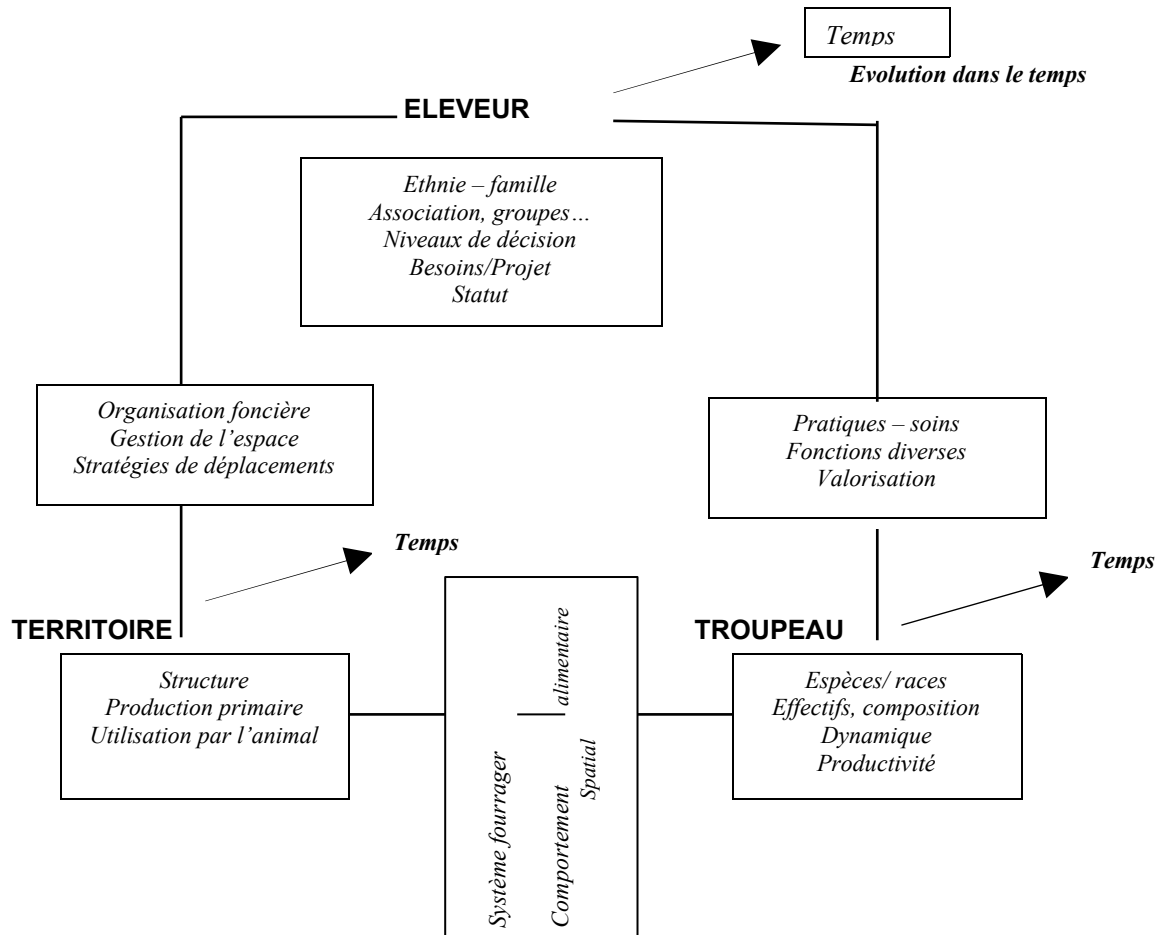 Temps
Evolution dans le temps
ELEVEUR
Ethnie – famille
Association, groupes…
Niveaux de décision
Besoins/Projet
Statut
Organisation foncière
Gestion de l’espace
Stratégies de déplacements
Pratiques – soins
Fonctions diverses
Valorisation
Temps
Temps
TERRITOIRE
TROUPEAU
Structure
Production primaire
Utilisation par l’animal
Système fourrager
Comportement
alimentaire
Spatial
Espèces/ races
Effectifs, composition
Dynamique
Productivité